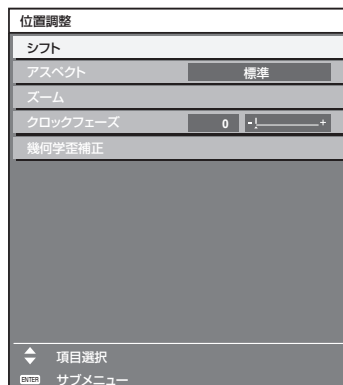 位置調整
シフト
アスペクト 標準
ズーム
クロックフェーズ 0 - +
幾何学歪補正
項目選択
ENTER サブメニュー